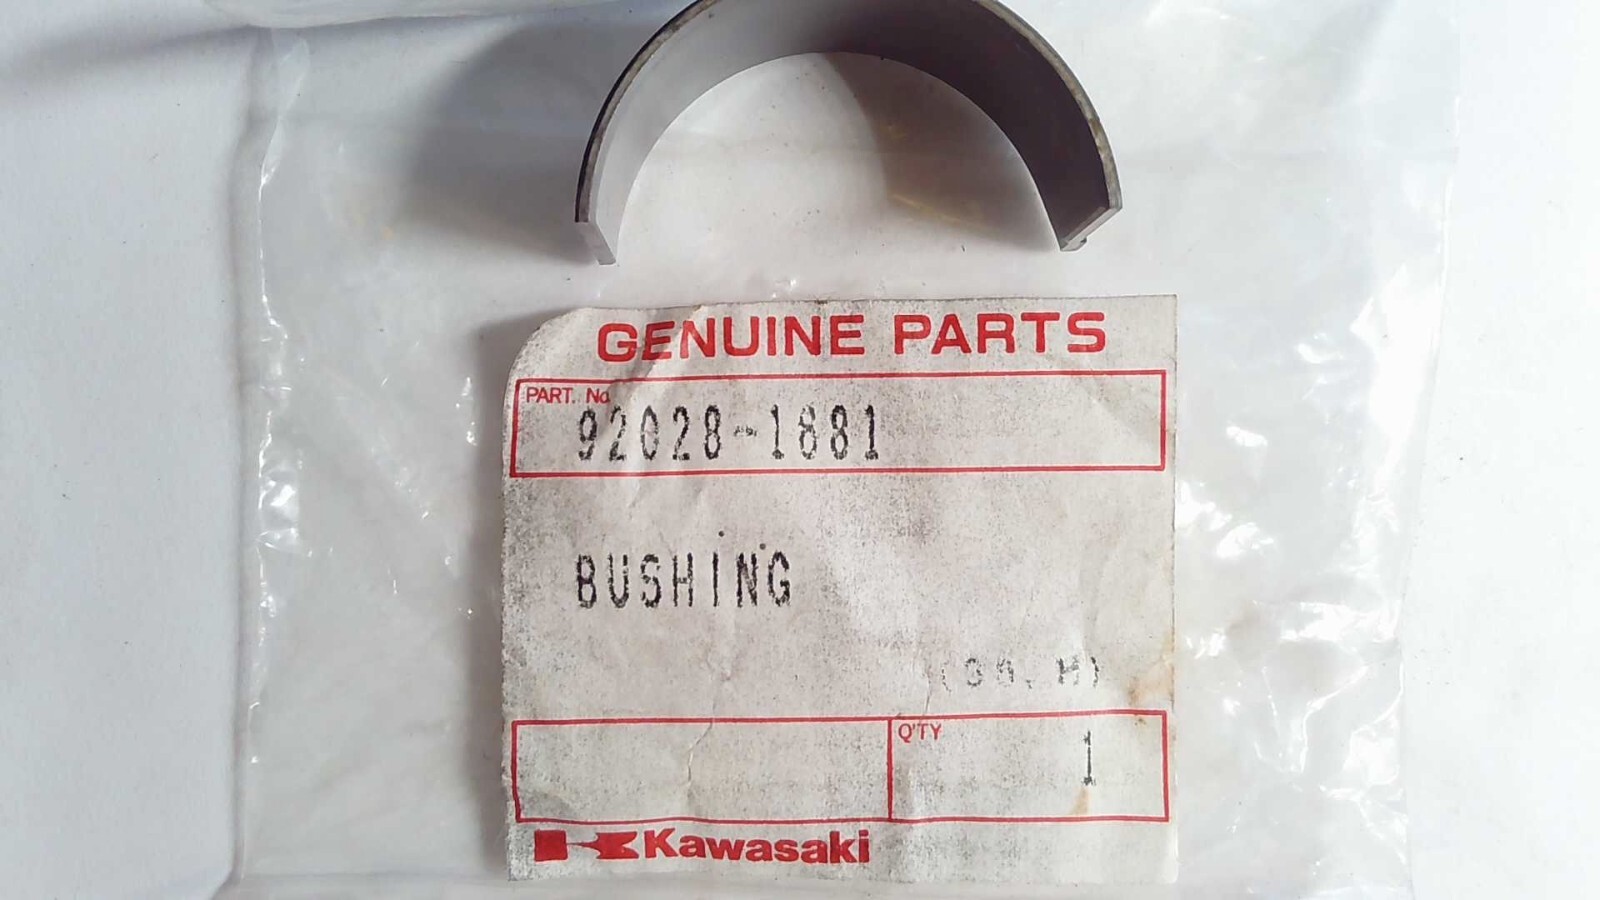 GENUINE PARTS
PART. No.
92028-1881
BUSHING
Q'TY
1
Kawasaki